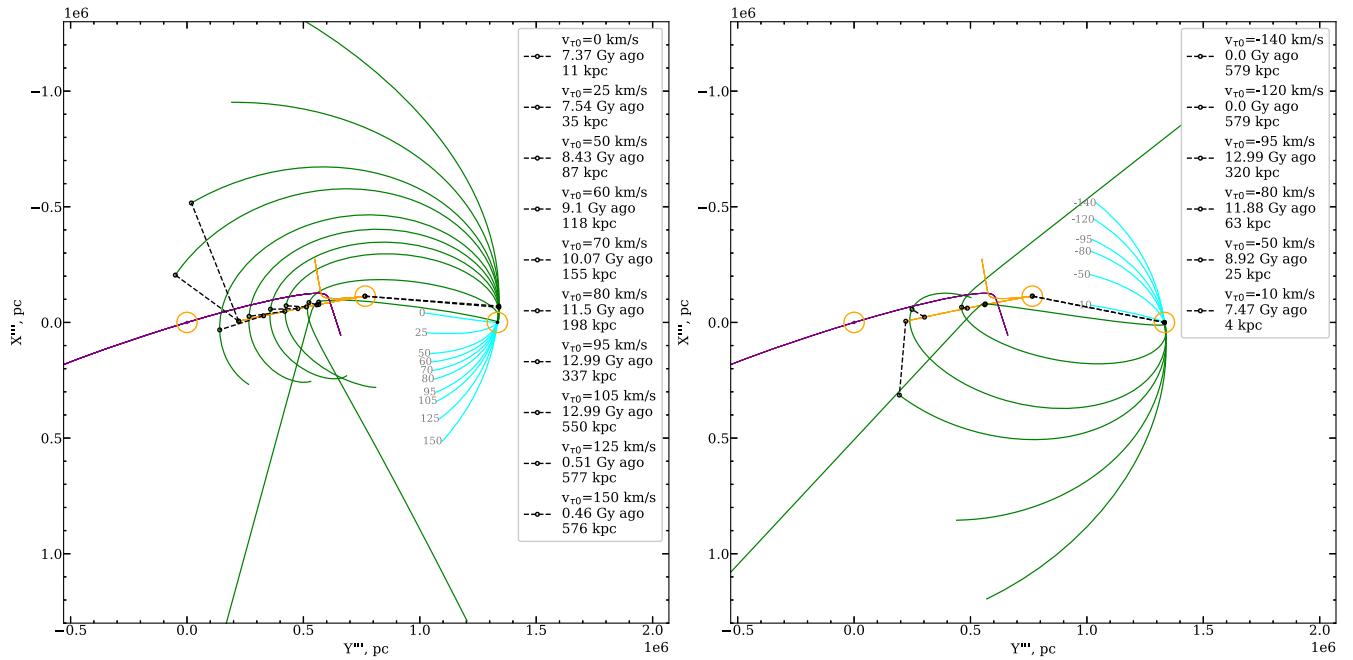 1e6
−1.0
−0.5
0.0
0.5
1.0
X''', pc
−0.5
0.0
0.5
1.0
1.5
2.0
Y''', pc
1e6
0
25
50
60
70
80
95
105
125
150
vτ0=0 km/s
7.37 Gy ago
11 kpc
vτ0=25 km/s
7.54 Gy ago
35 kpc
vτ0=50 km/s
8.43 Gy ago
87 kpc
vτ0=60 km/s
9.1 Gy ago
118 kpc
vτ0=70 km/s
10.07 Gy ago
155 kpc
vτ0=80 km/s
11.5 Gy ago
198 kpc
vτ0=95 km/s
12.99 Gy ago
337 kpc
vτ0=105 km/s
12.99 Gy ago
550 kpc
vτ0=125 km/s
0.51 Gy ago
577 kpc
vτ0=150 km/s
0.46 Gy ago
576 kpc
1e6
−1.0
−0.5
0.0
0.5
1.0
X''', pc
−0.5
0.0
0.5
1.0
1.5
2.0
Y''', pc
1e6
-140
-120
-95
-80
-50
-10
vτ0=-140 km/s
0.0 Gy ago
579 kpc
vτ0=-120 km/s
0.0 Gy ago
579 kpc
vτ0=-95 km/s
12.99 Gy ago
320 kpc
vτ0=-80 km/s
11.88 Gy ago
63 kpc
vτ0=-50 km/s
8.92 Gy ago
25 kpc
vτ0=-10 km/s
7.47 Gy ago
4 kpc